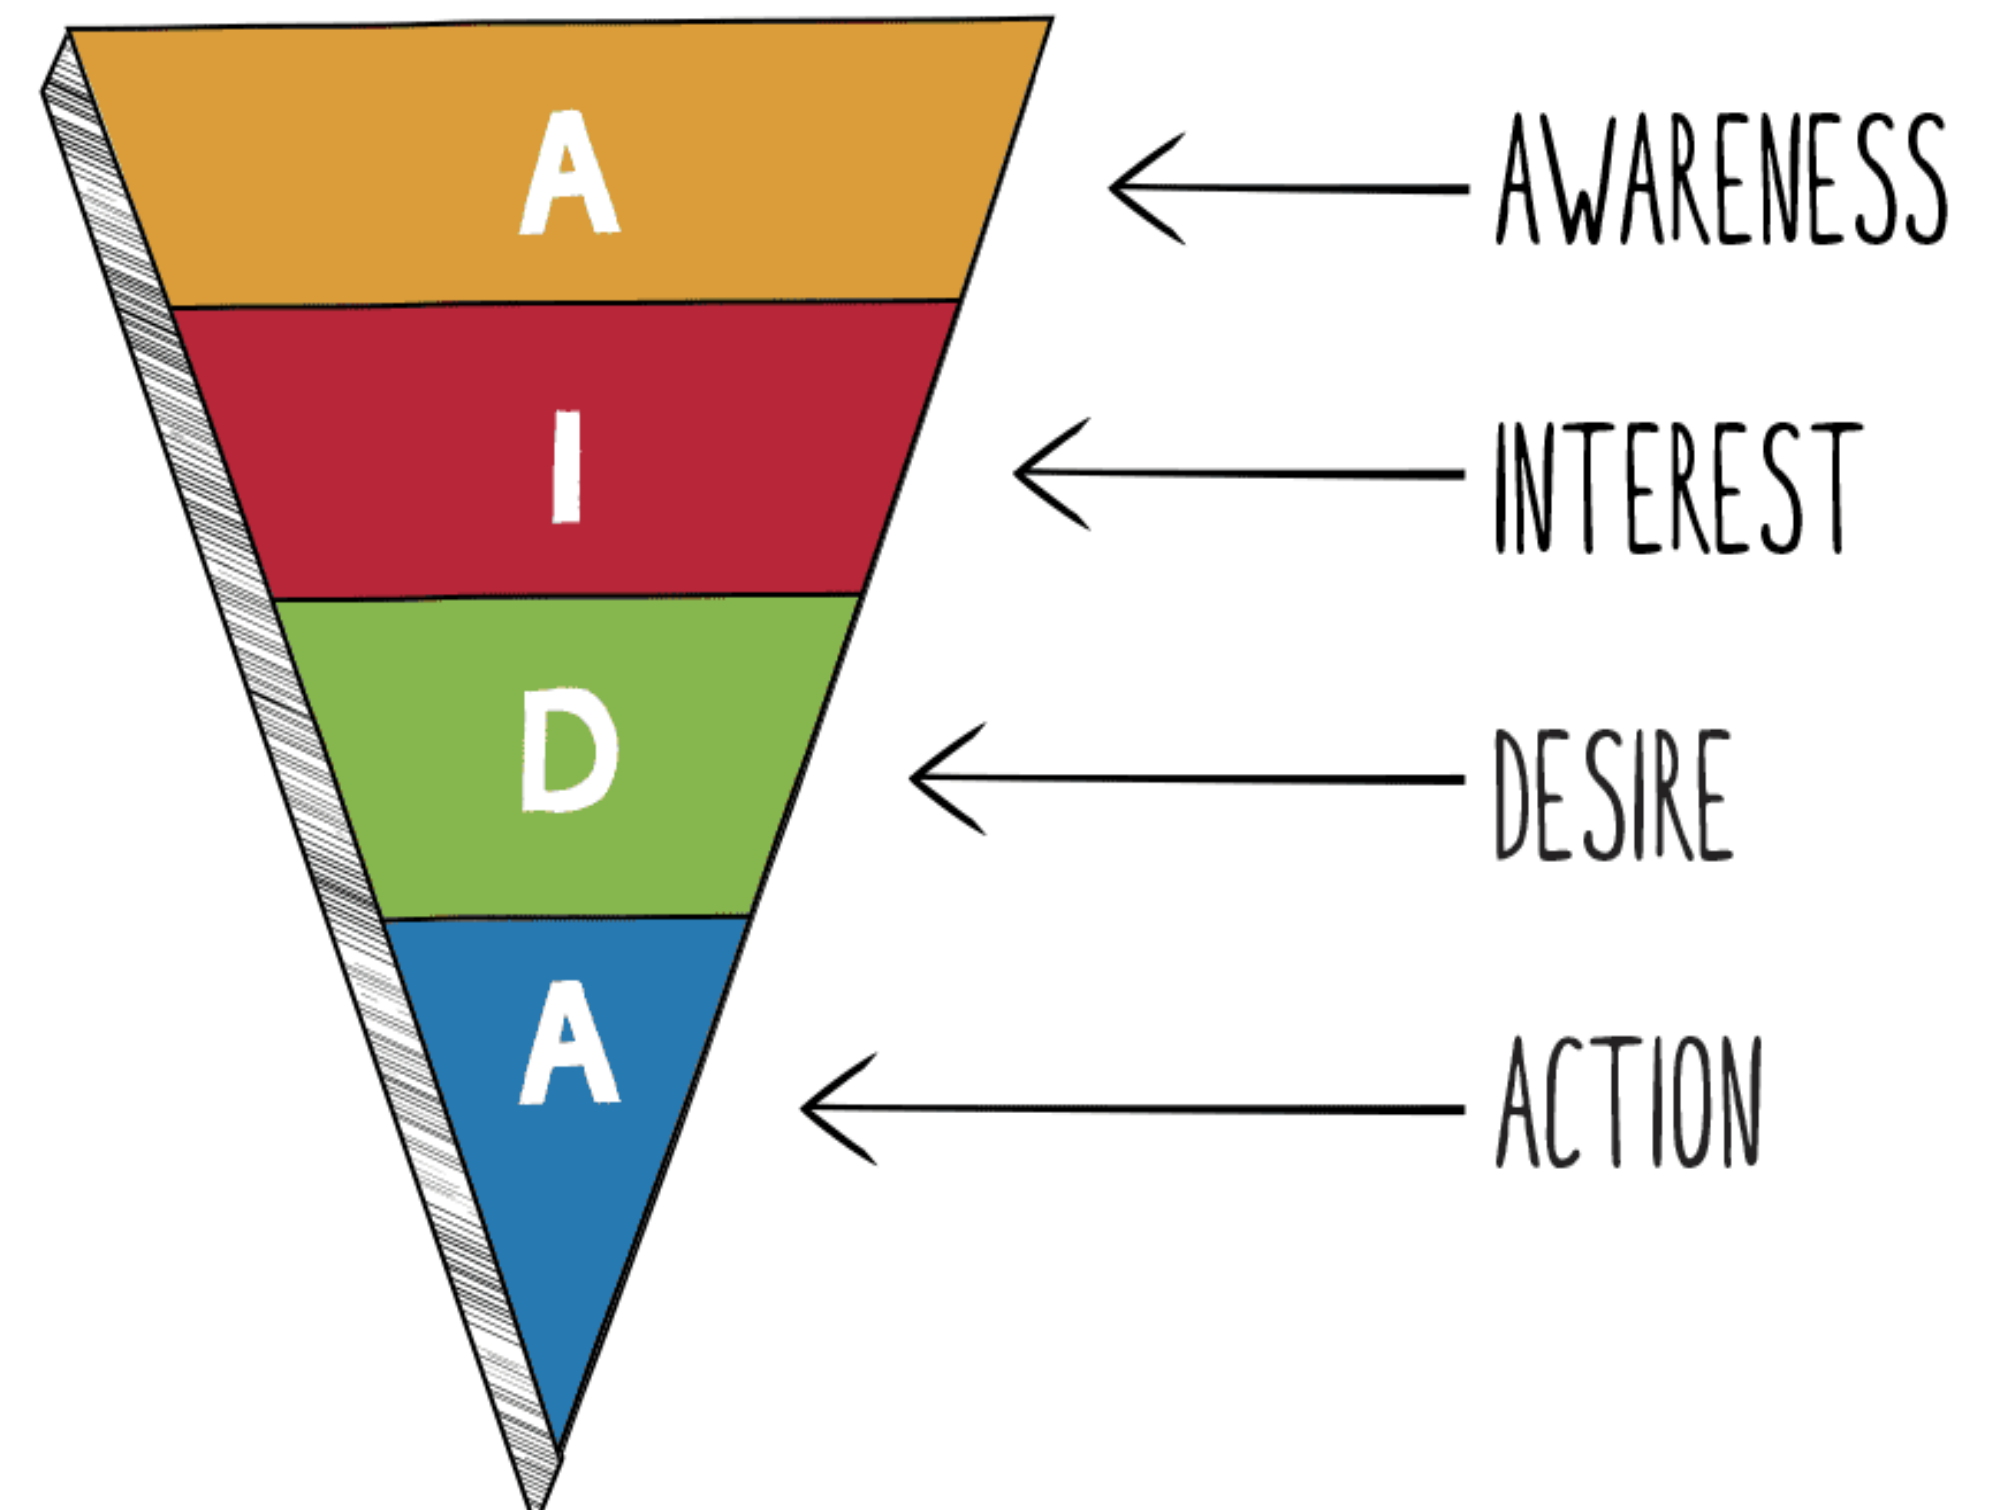 A
AWARENESS
I
INTEREST
D
DESIRE
A
ACTION